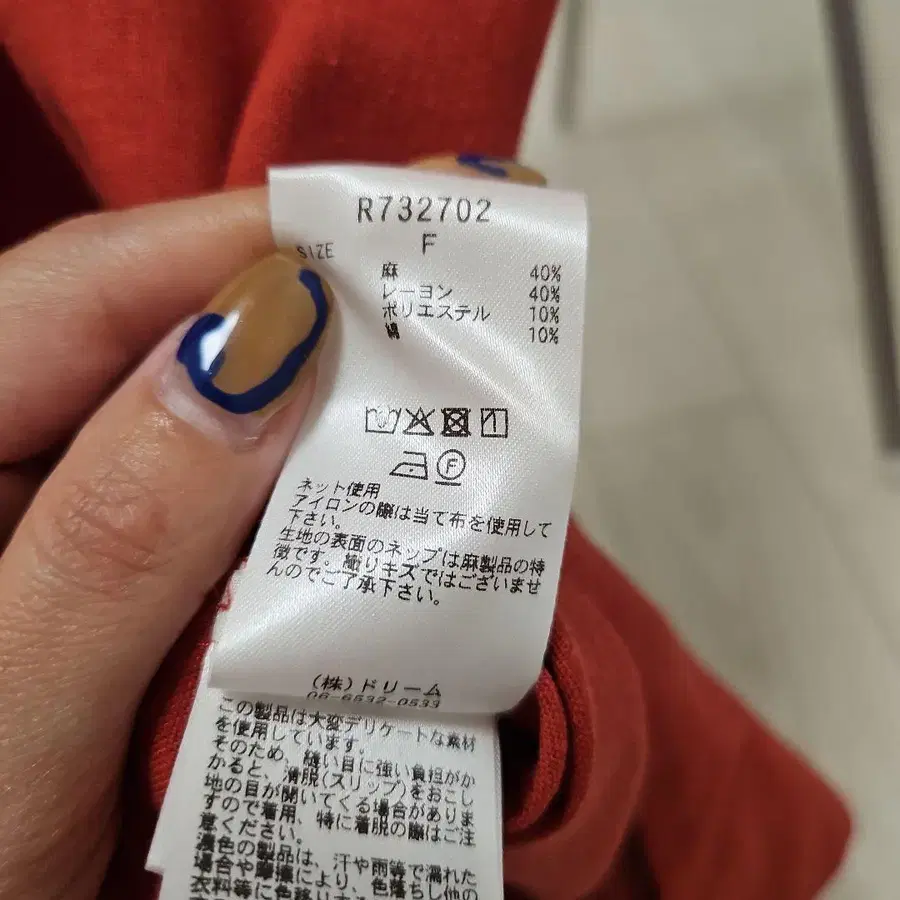 R732702
SIZE F
麻 40%
レーヨン 40%
ポリエステル 10%
綿 10%
F
ネット使用
アイロンの際は当て布を使用して
下さい。
生地の表面のネップは麻製品の特
徴です。織りキズではございませ
んのでご了承下さい。
(株)ドリーム
06-6532-0533
この製品は大変デリケートな素材
を使用しています。
そのため、縫い目に強い負担がか
かると、滑脱(スリップ)をおこし
地の目が開いてくる場合がありま
すので着用、特に着脱の際はご注
意ください。
濃色の製品は、汗や雨等で濡れた
場合や摩擦により、色落ちし他の
衣料等に色移り